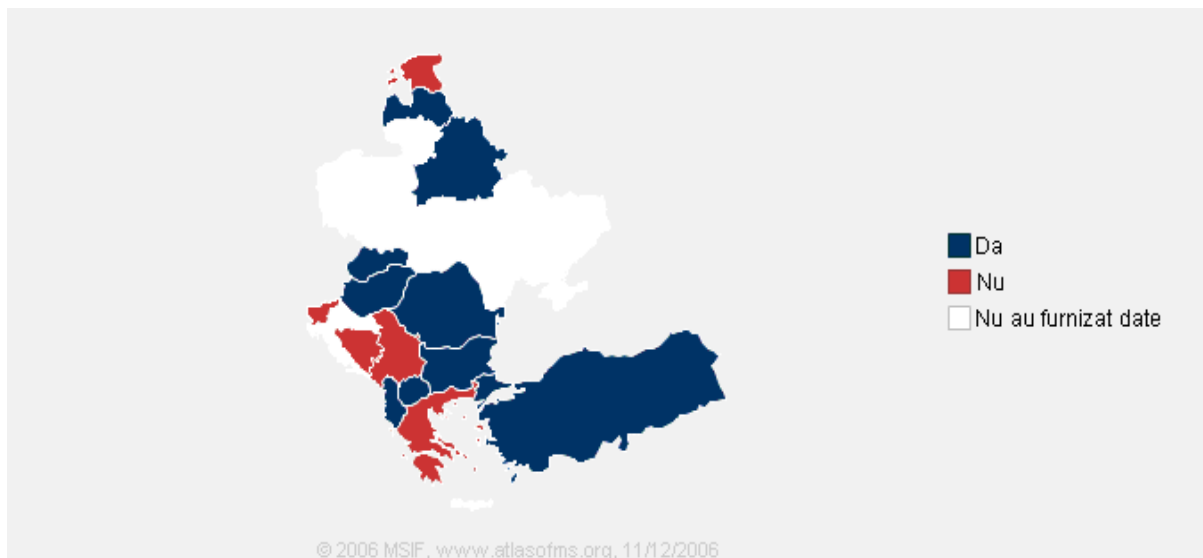 Da
Nu
Nu au furnizat date
© 2006 MSIF, www.atlasofms.org, 11/12/2006